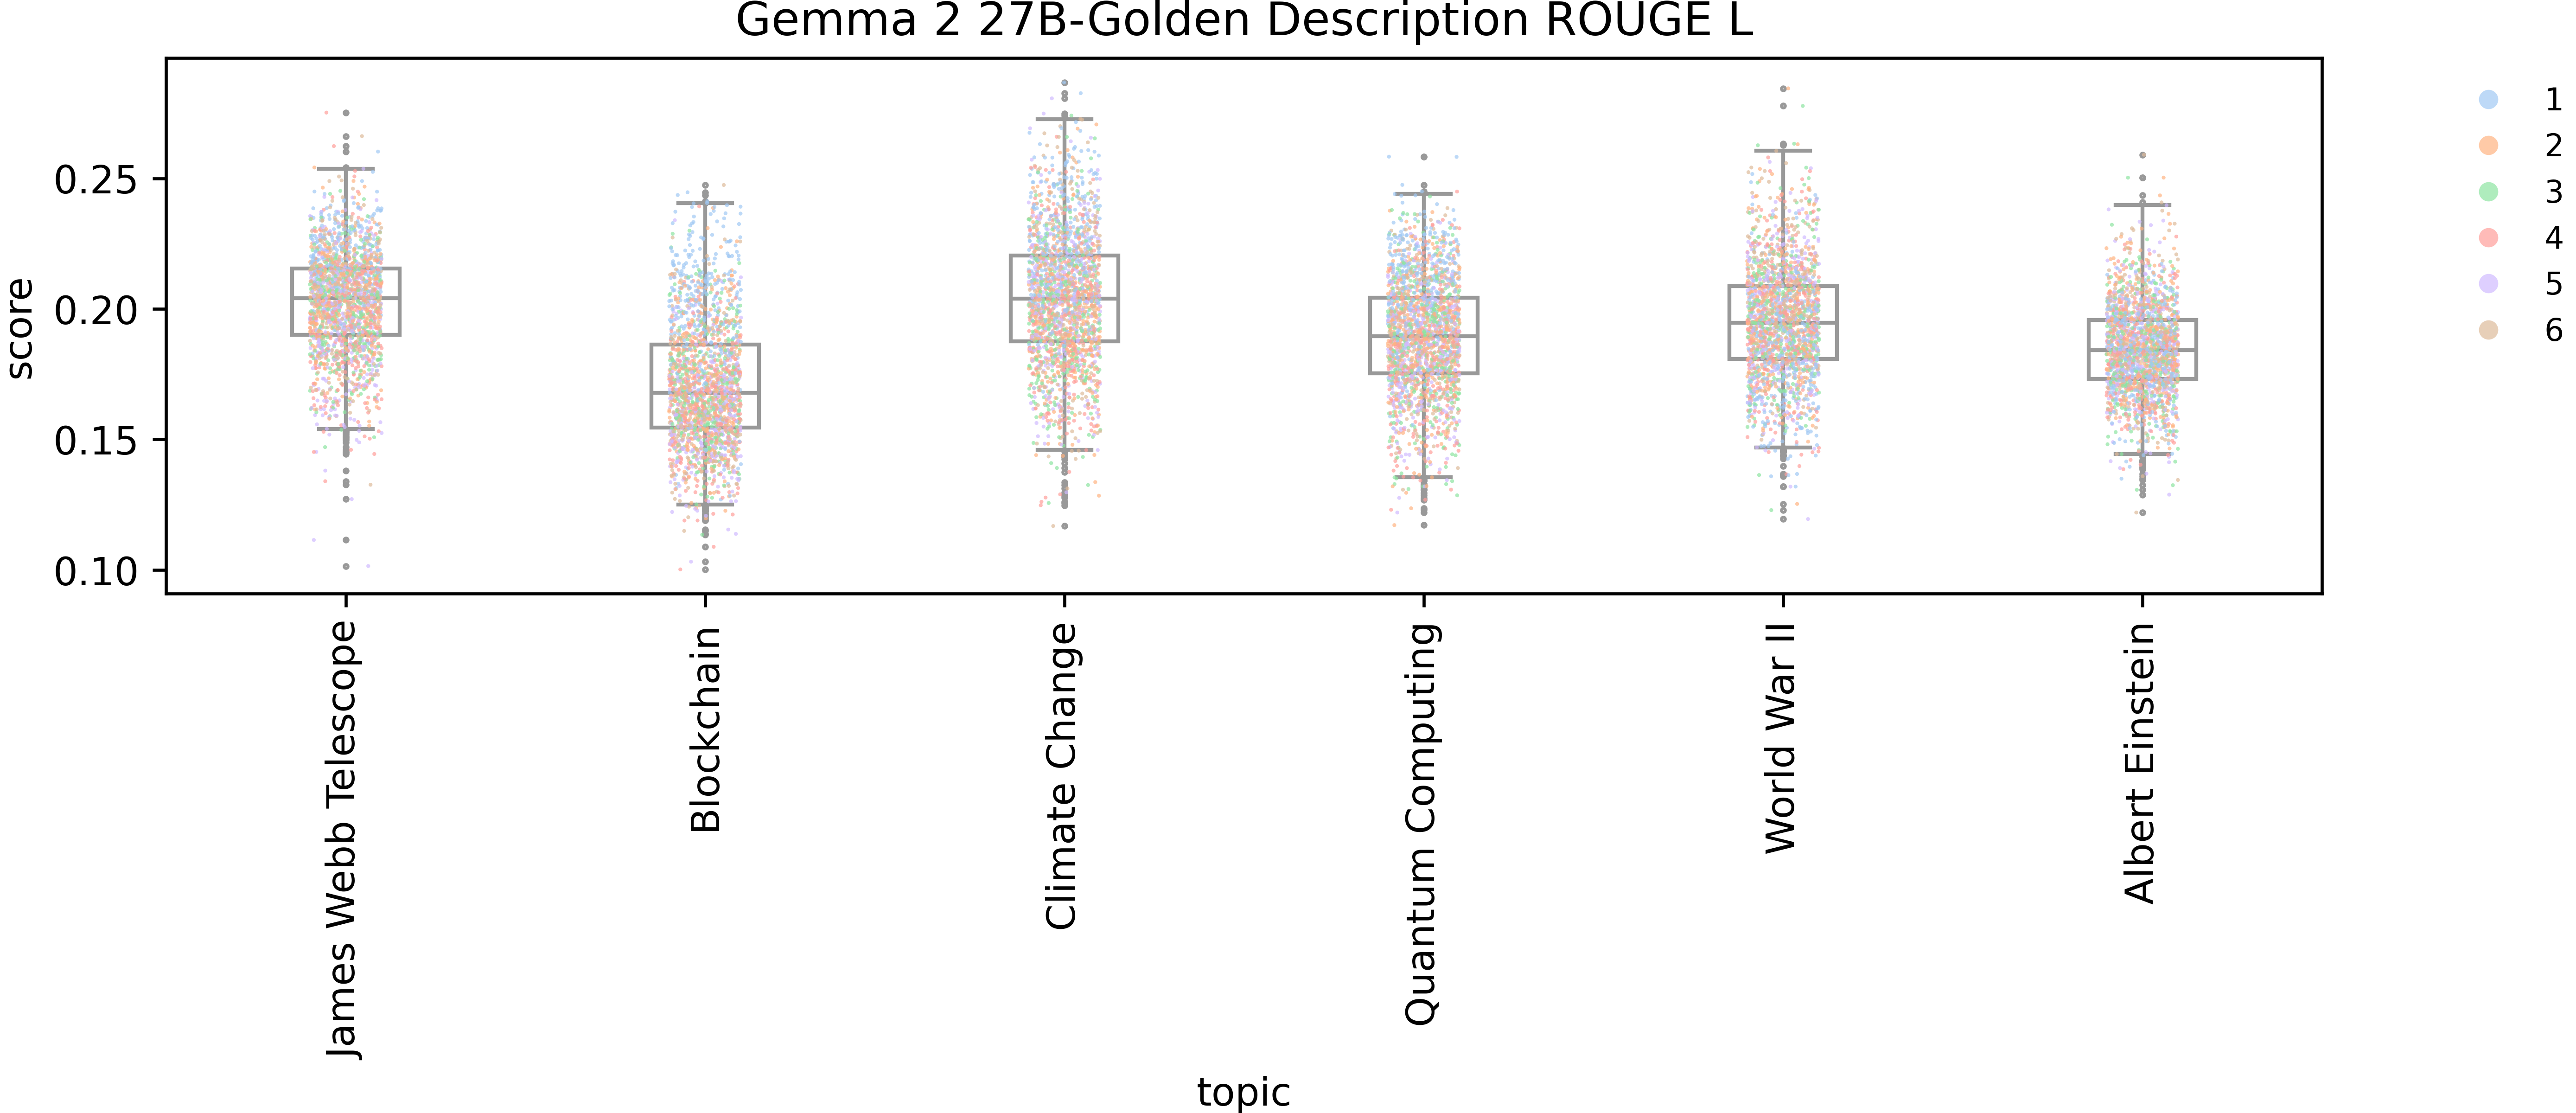 Gemma 2 27B-Golden Description ROUGE L
score
0.25
0.20
0.15
0.10
1
2
3
4
5
6
James Webb Telescope
Blockchain
Climate Change
Quantum Computing
World War II
Albert Einstein
topic